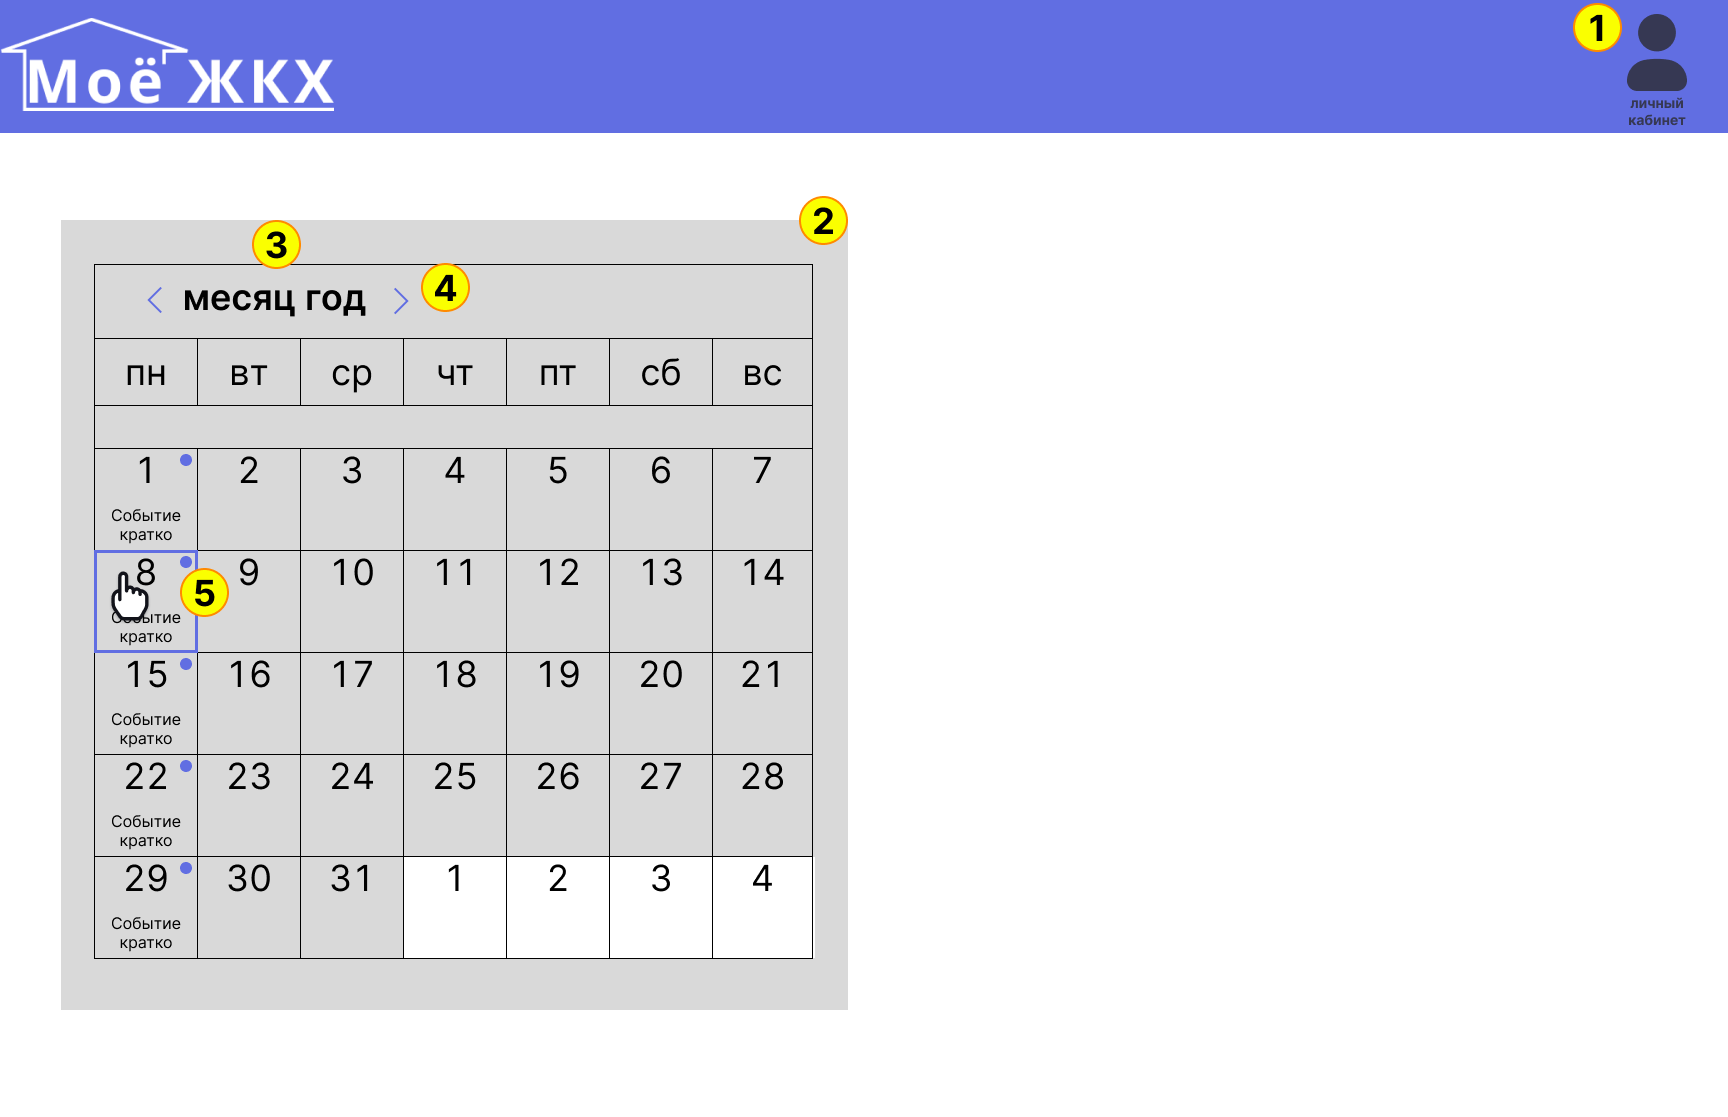 Моё ЖКХ
1
личный
кабинет
2
3
месяц год
4
пн вт ср чт пт сб вс
1 2 3 4 5 6 7
Событие
кратко
8 9 10 11 12 13 14
5
Событие
кратко
15 16 17 18 19 20 21
Событие
кратко
22 23 24 25 26 27 28
Событие
кратко
29 30 31 1 2 3 4
Событие
кратко